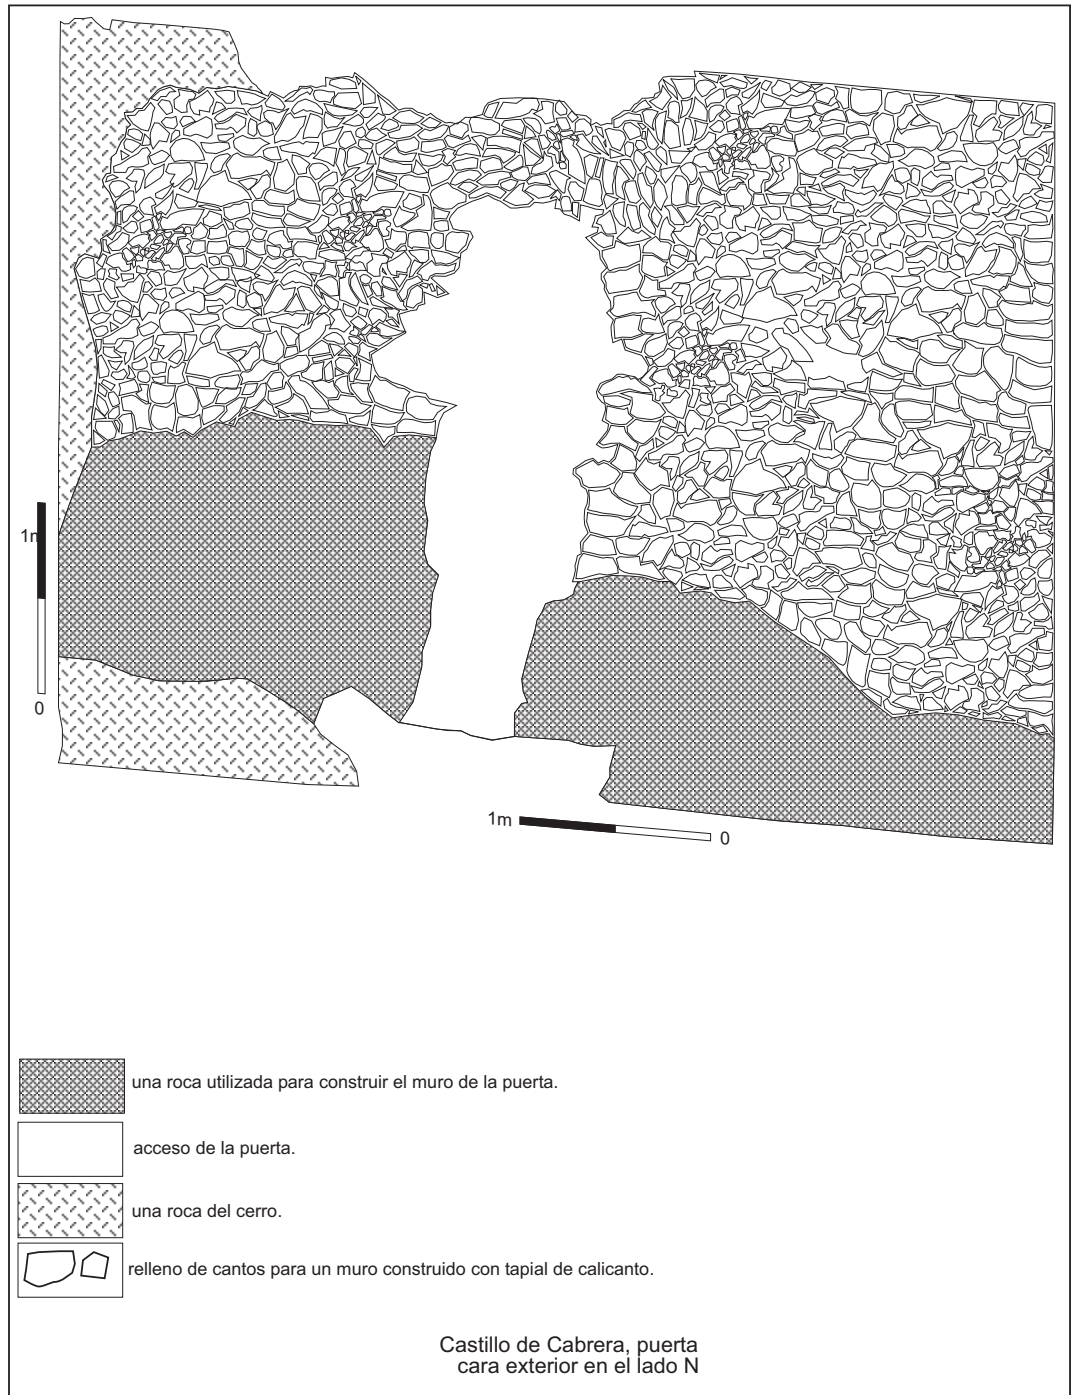 1m
0
1m
0
una roca utilizada para construir el muro de la puerta.
acceso de la puerta.
una roca del cerro.
relleno de cantos para un muro construido con tapial de calicanto.
Castillo de Cabrera, puerta
cara exterior en el lado N